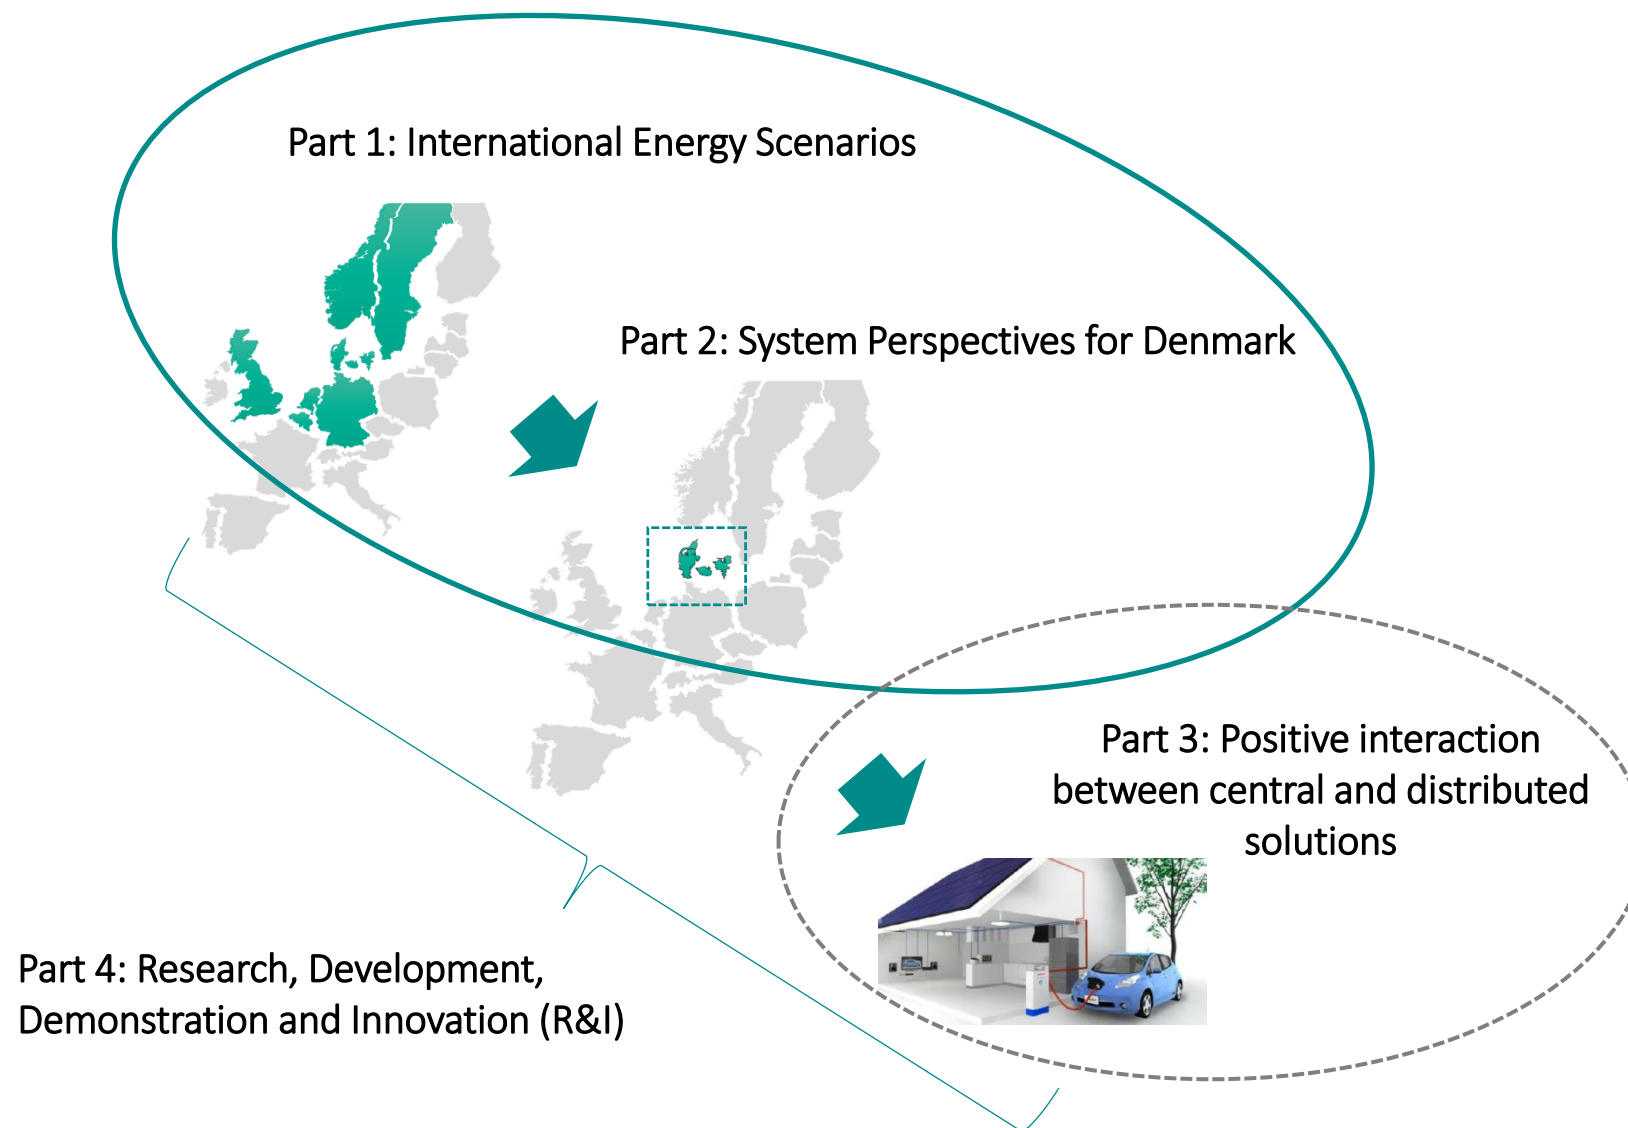 Part 1: International Energy Scenarios
Part 2: System Perspectives for Denmark
Part 3: Positive interaction
between central and distributed
solutions
Part 4: Research, Development,
Demonstration and Innovation (R&I)